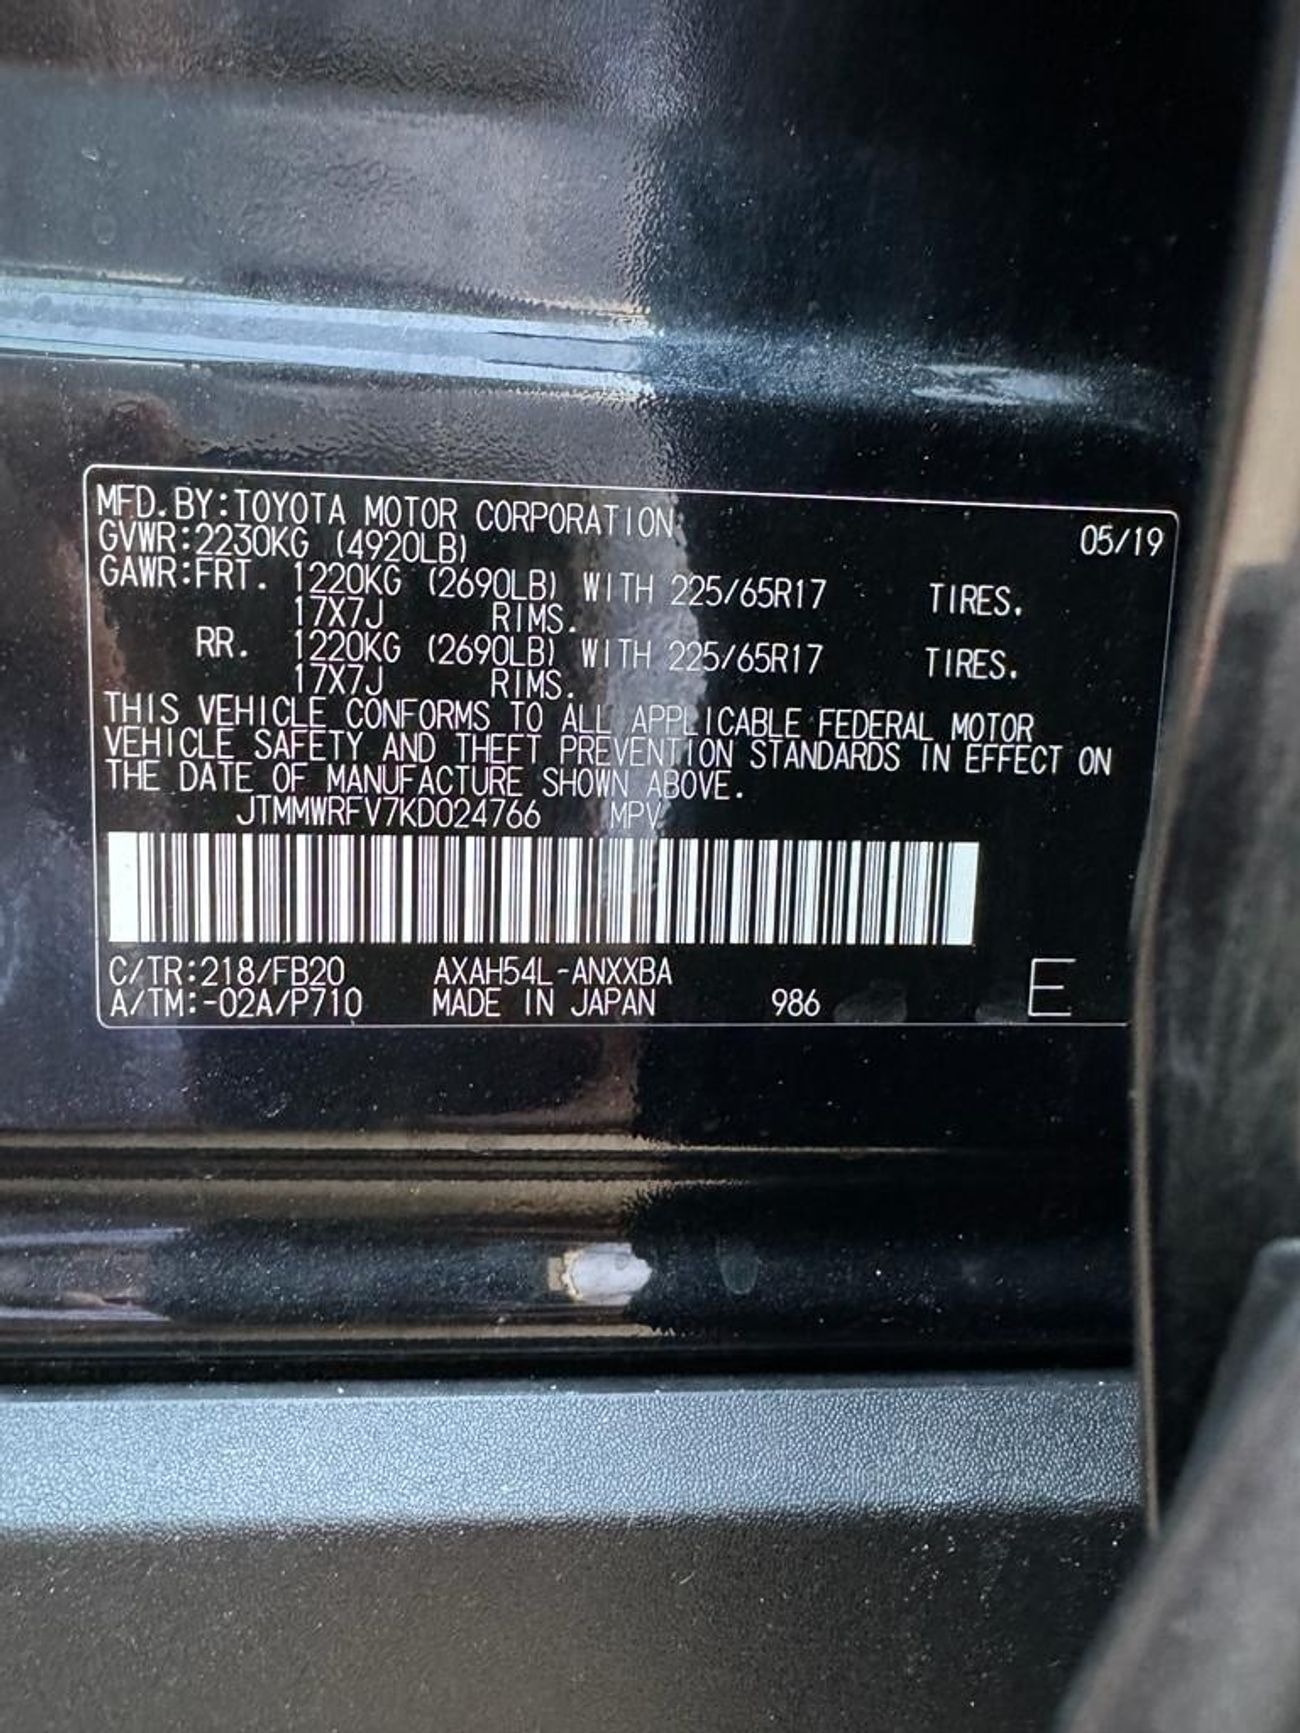 MFD.BY:TOYOTA MOTOR CORPORATION 05/19
GVWR:2230KG (4920LB)
GAWR:FRT. 1220KG (2690LB) WITH 225/65R17 TIRES.
17X7J RIMS.
RR. 1220KG (2690LB) WITH 225/65R17 TIRES.
17X7J RIMS.
THIS VEHICLE CONFORMS TO ALL APPLICABLE FEDERAL MOTOR
VEHICLE SAFETY AND THEFT PREVENTION STANDARDS IN EFFECT ON
THE DATE OF MANUFACTURE SHOWN ABOVE.
JTMMWRFV7KD024766 MPV
C/TR:218/FB20 AXAH54L-ANXXBA
A/TM:-02A/P710 MADE IN JAPAN 986 E